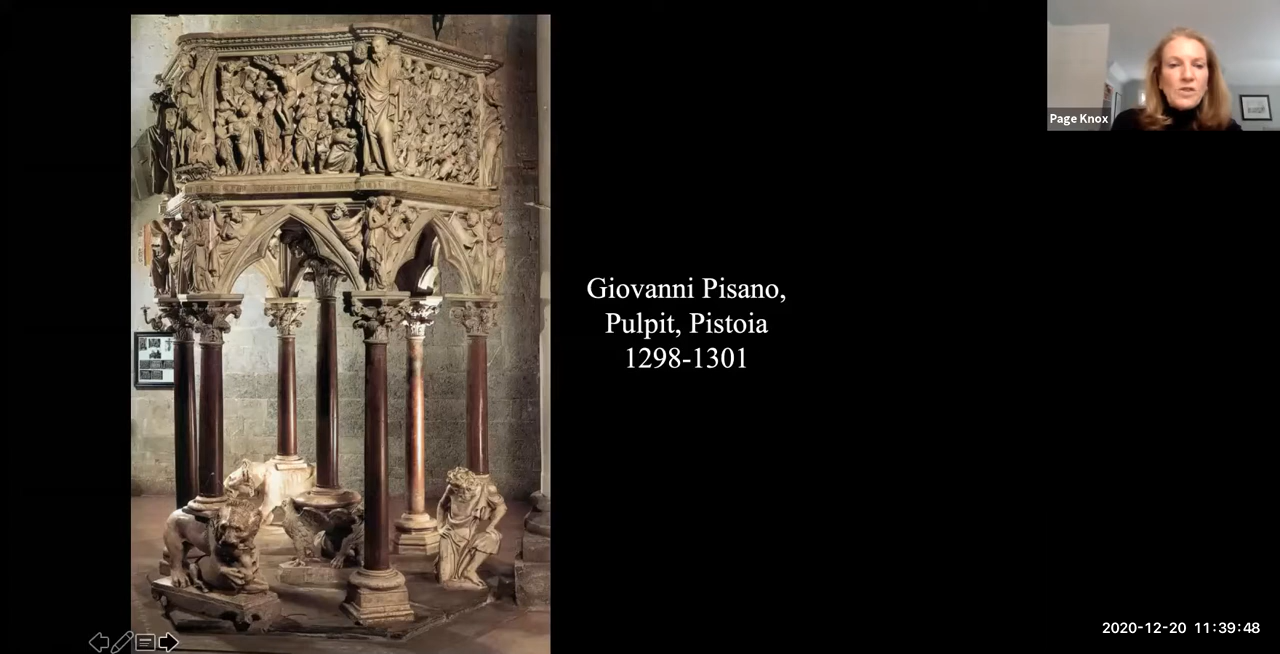 Page Knox
Giovanni Pisano,
Pulpit, Pistoia
1298-1301
2020-12-20 11:39:48